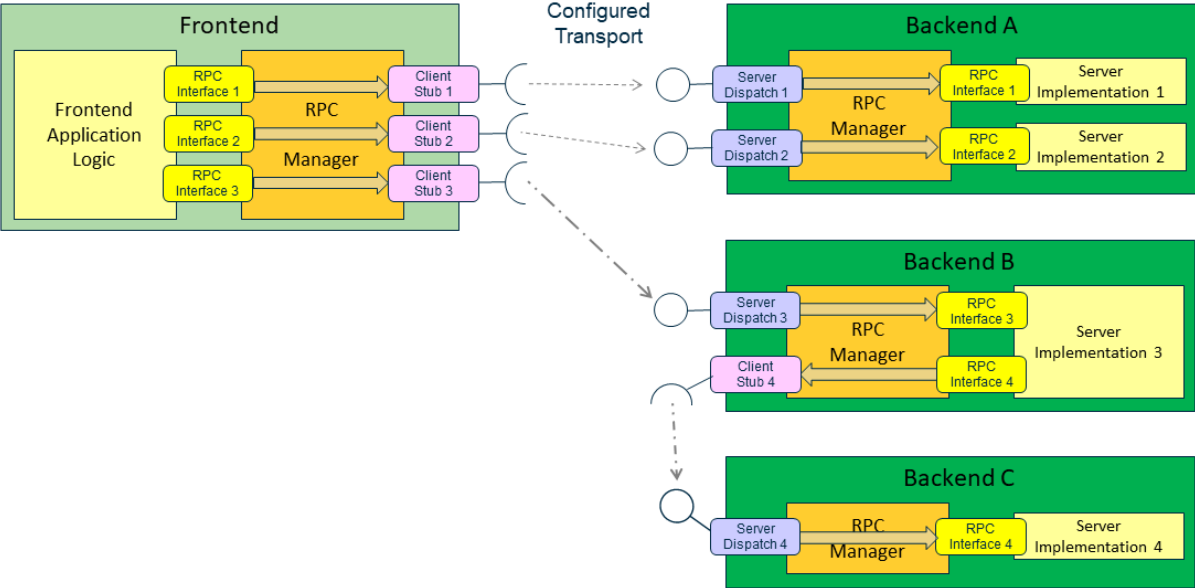 Frontend
Frontend
Application
Logic
RPC
Interface 1
RPC
Interface 2
RPC
Interface 3
RPC
Manager
Client
Stub 1
Client
Stub 2
Client
Stub 3
Configured
Transport
Backend A
Server
Dispatch 1
Server
Dispatch 2
RPC
Manager
RPC
Interface 1
RPC
Interface 2
Server
Implementation 1
Server
Implementation 2
Backend B
Server
Dispatch 3
Client
Stub 4
RPC
Manager
RPC
Interface 3
RPC
Interface 4
Server
Implementation 3
Backend C
Server
Dispatch 4
RPC
Manager
RPC
Interface 4
Server
Implementation 4